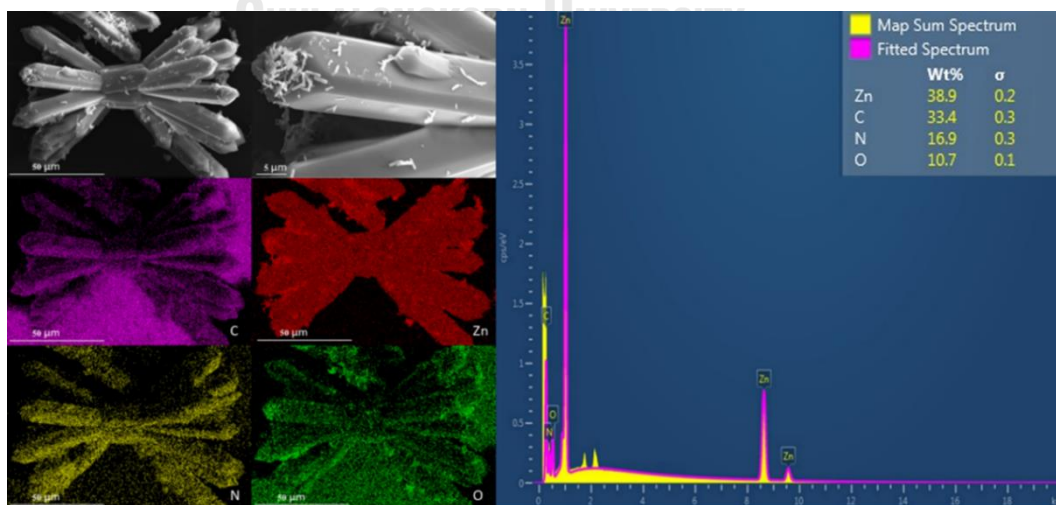 50 μm
5 μm
50 μm
C
50 μm
Zn
50 μm
N
50 μm
O
Map Sum Spectrum
Fitted Spectrum
Wt% σ
Zn 38.9 0.2
C 33.4 0.3
N 16.9 0.3
O 10.7 0.1
cps/eV
3.5
3
2.5
2
1.5
1
0.5
0
Zn
C
O
N
Zn
Zn
0 2 4 6 8 10 12 14 16 18